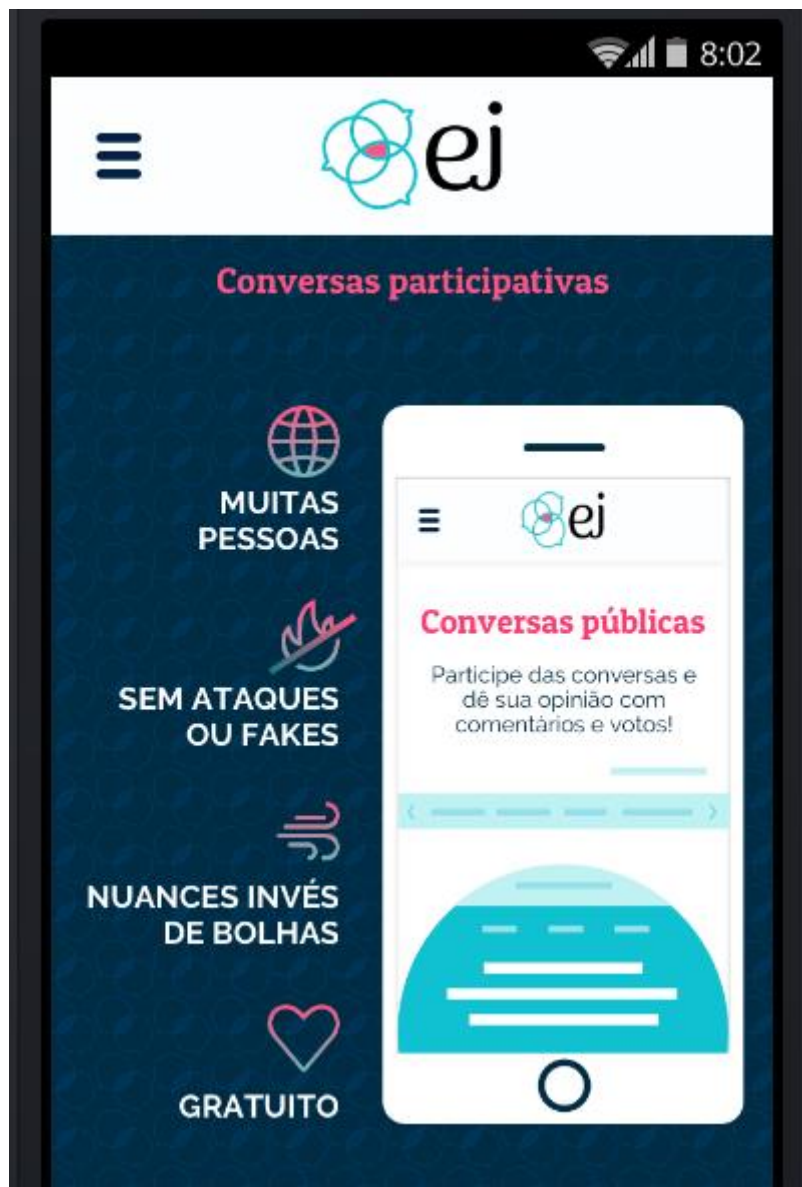 8:02
ej
Conversas participativas
MUITAS
PESSOAS
SEM ATAQUES
OU FAKES
NUANCES INVÉS
DE BOLHAS
GRATUITO
ej
Conversas públicas
Participe das conversas e
dê sua opinião com
comentários e votos!